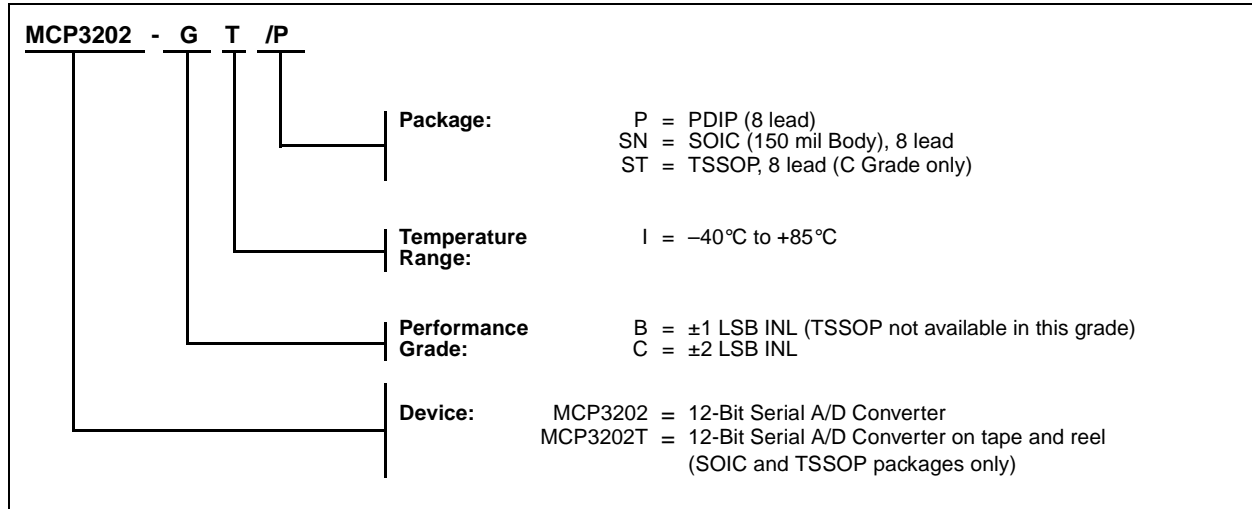 MCP3202 - G T /P
Package: P = PDIP (8 lead)
SN = SOIC (150 mil Body), 8 lead
ST = TSSOP, 8 lead (C Grade only)
Temperature Range: I = –40°C to +85°C
Performance Grade: B = ±1 LSB INL (TSSOP not available in this grade)
C = ±2 LSB INL
Device: MCP3202 = 12-Bit Serial A/D Converter
MCP3202T = 12-Bit Serial A/D Converter on tape and reel
(SOIC and TSSOP packages only)